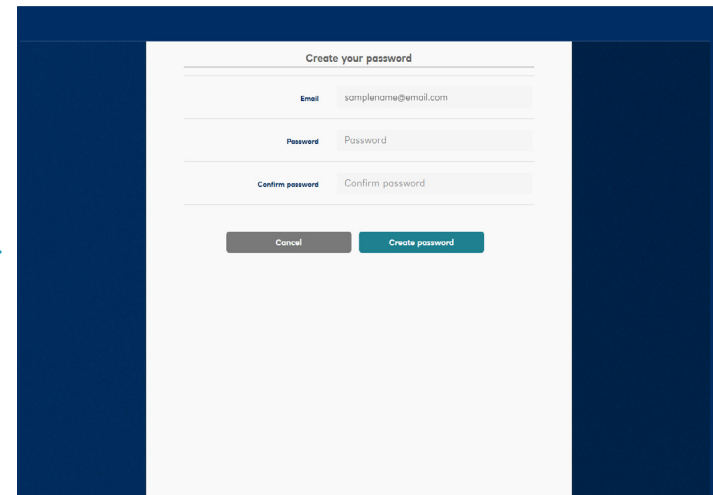 Create your password
Email samplename@email.com
Password Password
Confirm password Confirm password
Cancel Create password